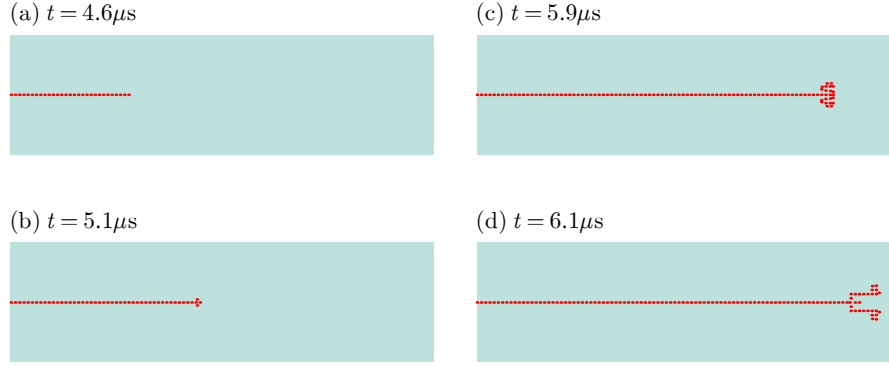 (a) t = 4.6μs
(b) t = 5.1μs
(c) t = 5.9μs
(d) t = 6.1μs